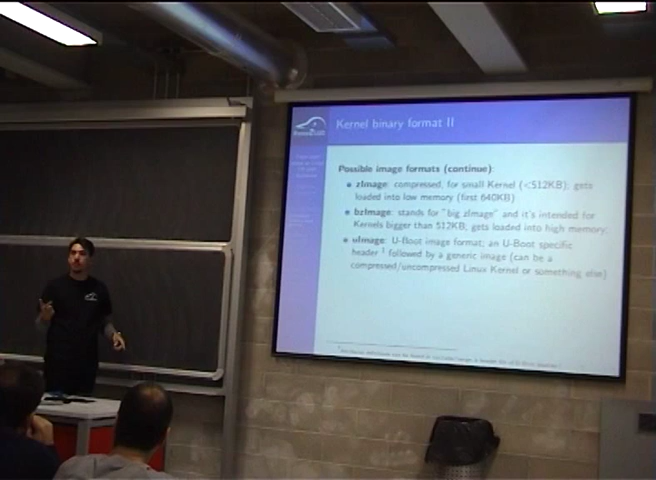 Kernel binary format II
Possible image formats (continue):
zImage: compressed, for small Kernel (<512KB); gets
loaded into low memory (first 640KB)
bzImage: stands for "big zImage" and it's intended for
Kernels bigger than 512KB; gets loaded into high memory;
uImage: U-Boot image format; an U-Boot specific
header 1 followed by a generic image (can be a
compressed/uncompressed Linux Kernel or something else)